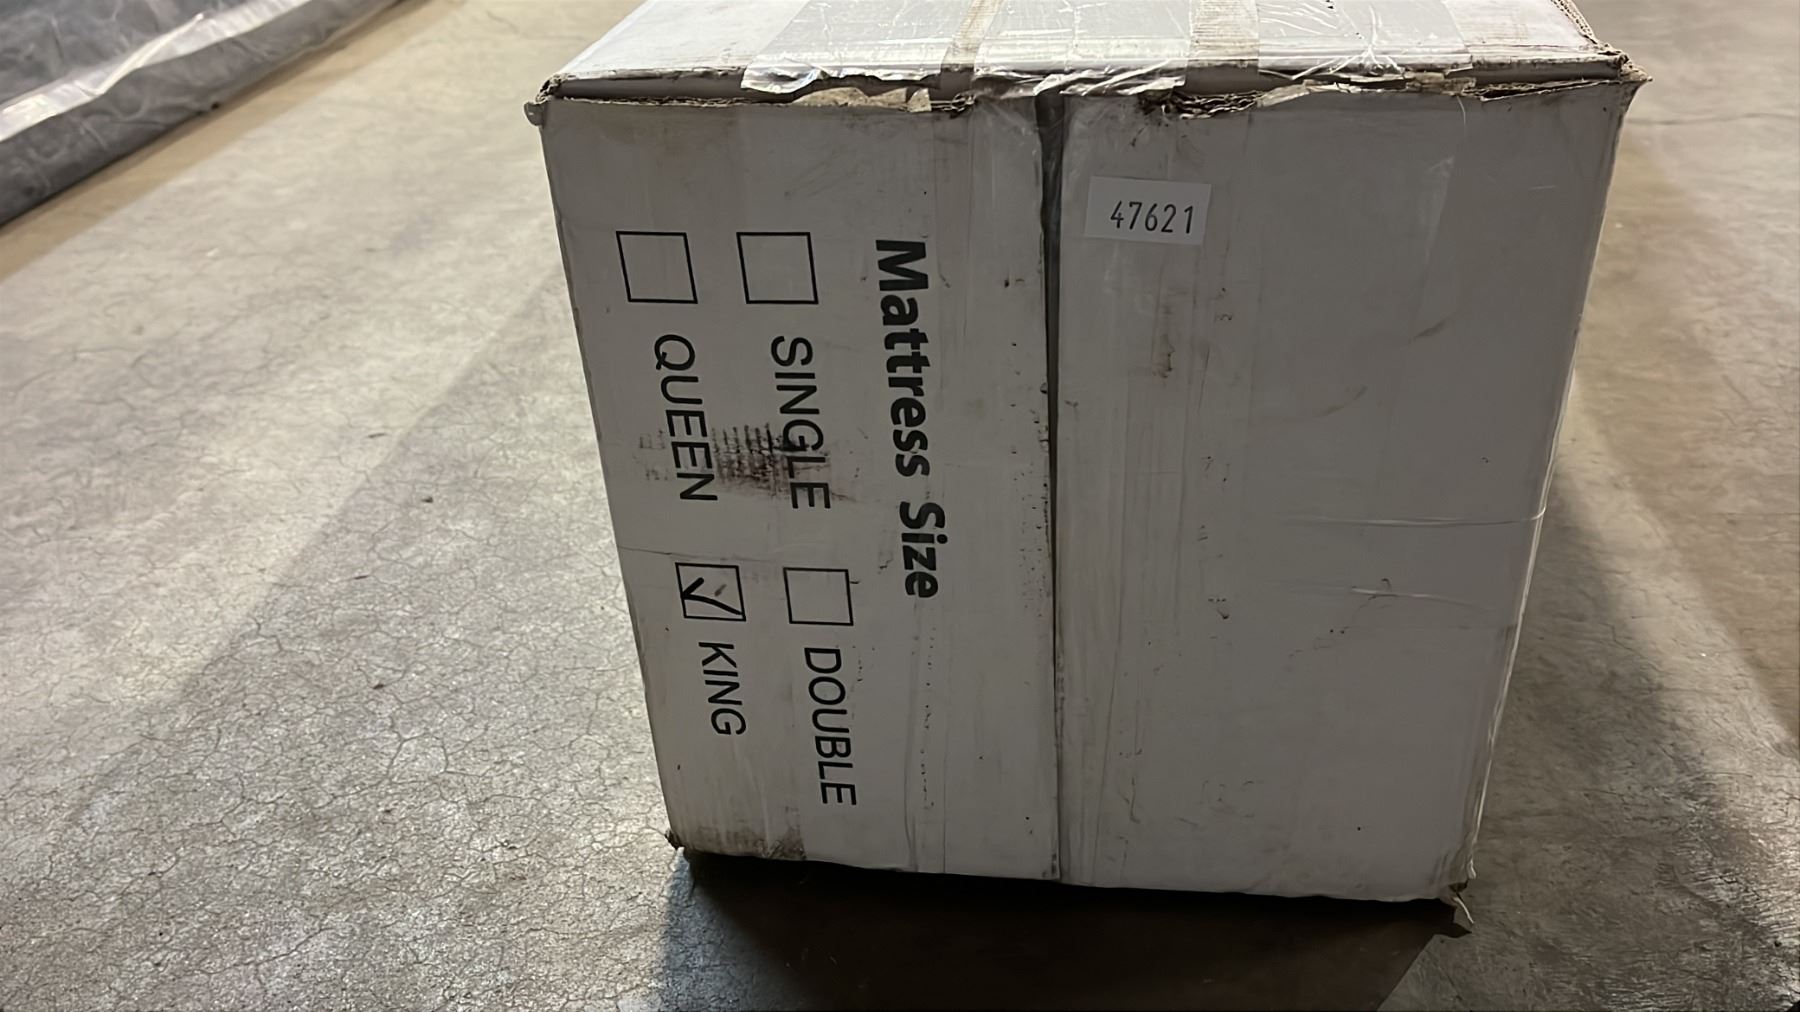 47621
Mattress Size
☐ SINGLE ☐ DOUBLE
☐ QUEEN ☑ KING